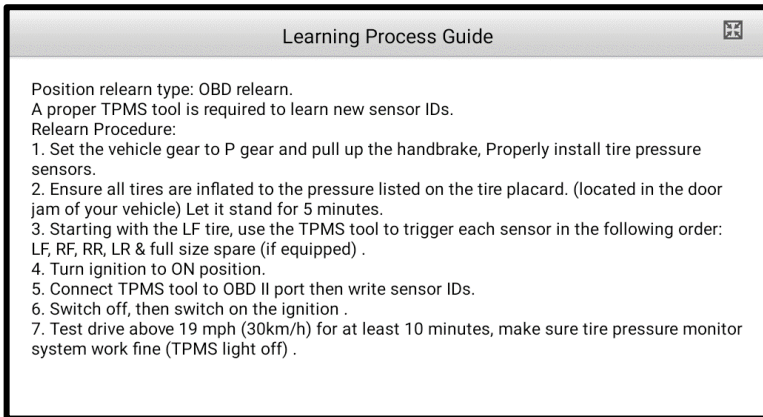 Learning Process Guide
Position relearn type: OBD relearn.
A proper TPMS tool is required to learn new sensor IDs.
Relearn Procedure:
1. Set the vehicle gear to P gear and pull up the handbrake, Properly install tire pressure
sensors.
2. Ensure all tires are inflated to the pressure listed on the tire placard. (located in the door
jam of your vehicle) Let it stand for 5 minutes.
3. Starting with the LF tire, use the TPMS tool to trigger each sensor in the following order:
LF, RF, RR, LR & full size spare (if equipped) .
4. Turn ignition to ON position.
5. Connect TPMS tool to OBD II port then write sensor IDs.
6. Switch off, then switch on the ignition .
7. Test drive above 19 mph (30km/h) for at least 10 minutes, make sure tire pressure monitor
system work fine (TPMS light off) .